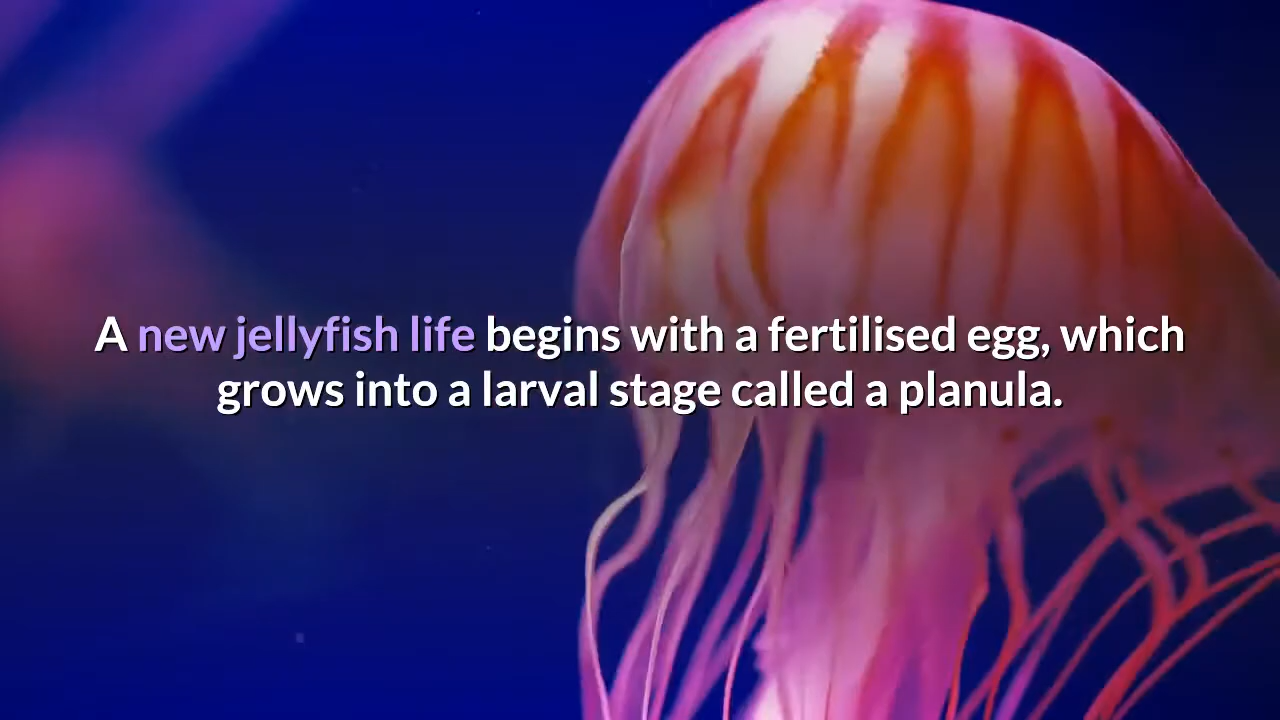 A new jellyfish life begins with a fertilised egg, which
grows into a larval stage called a planula.